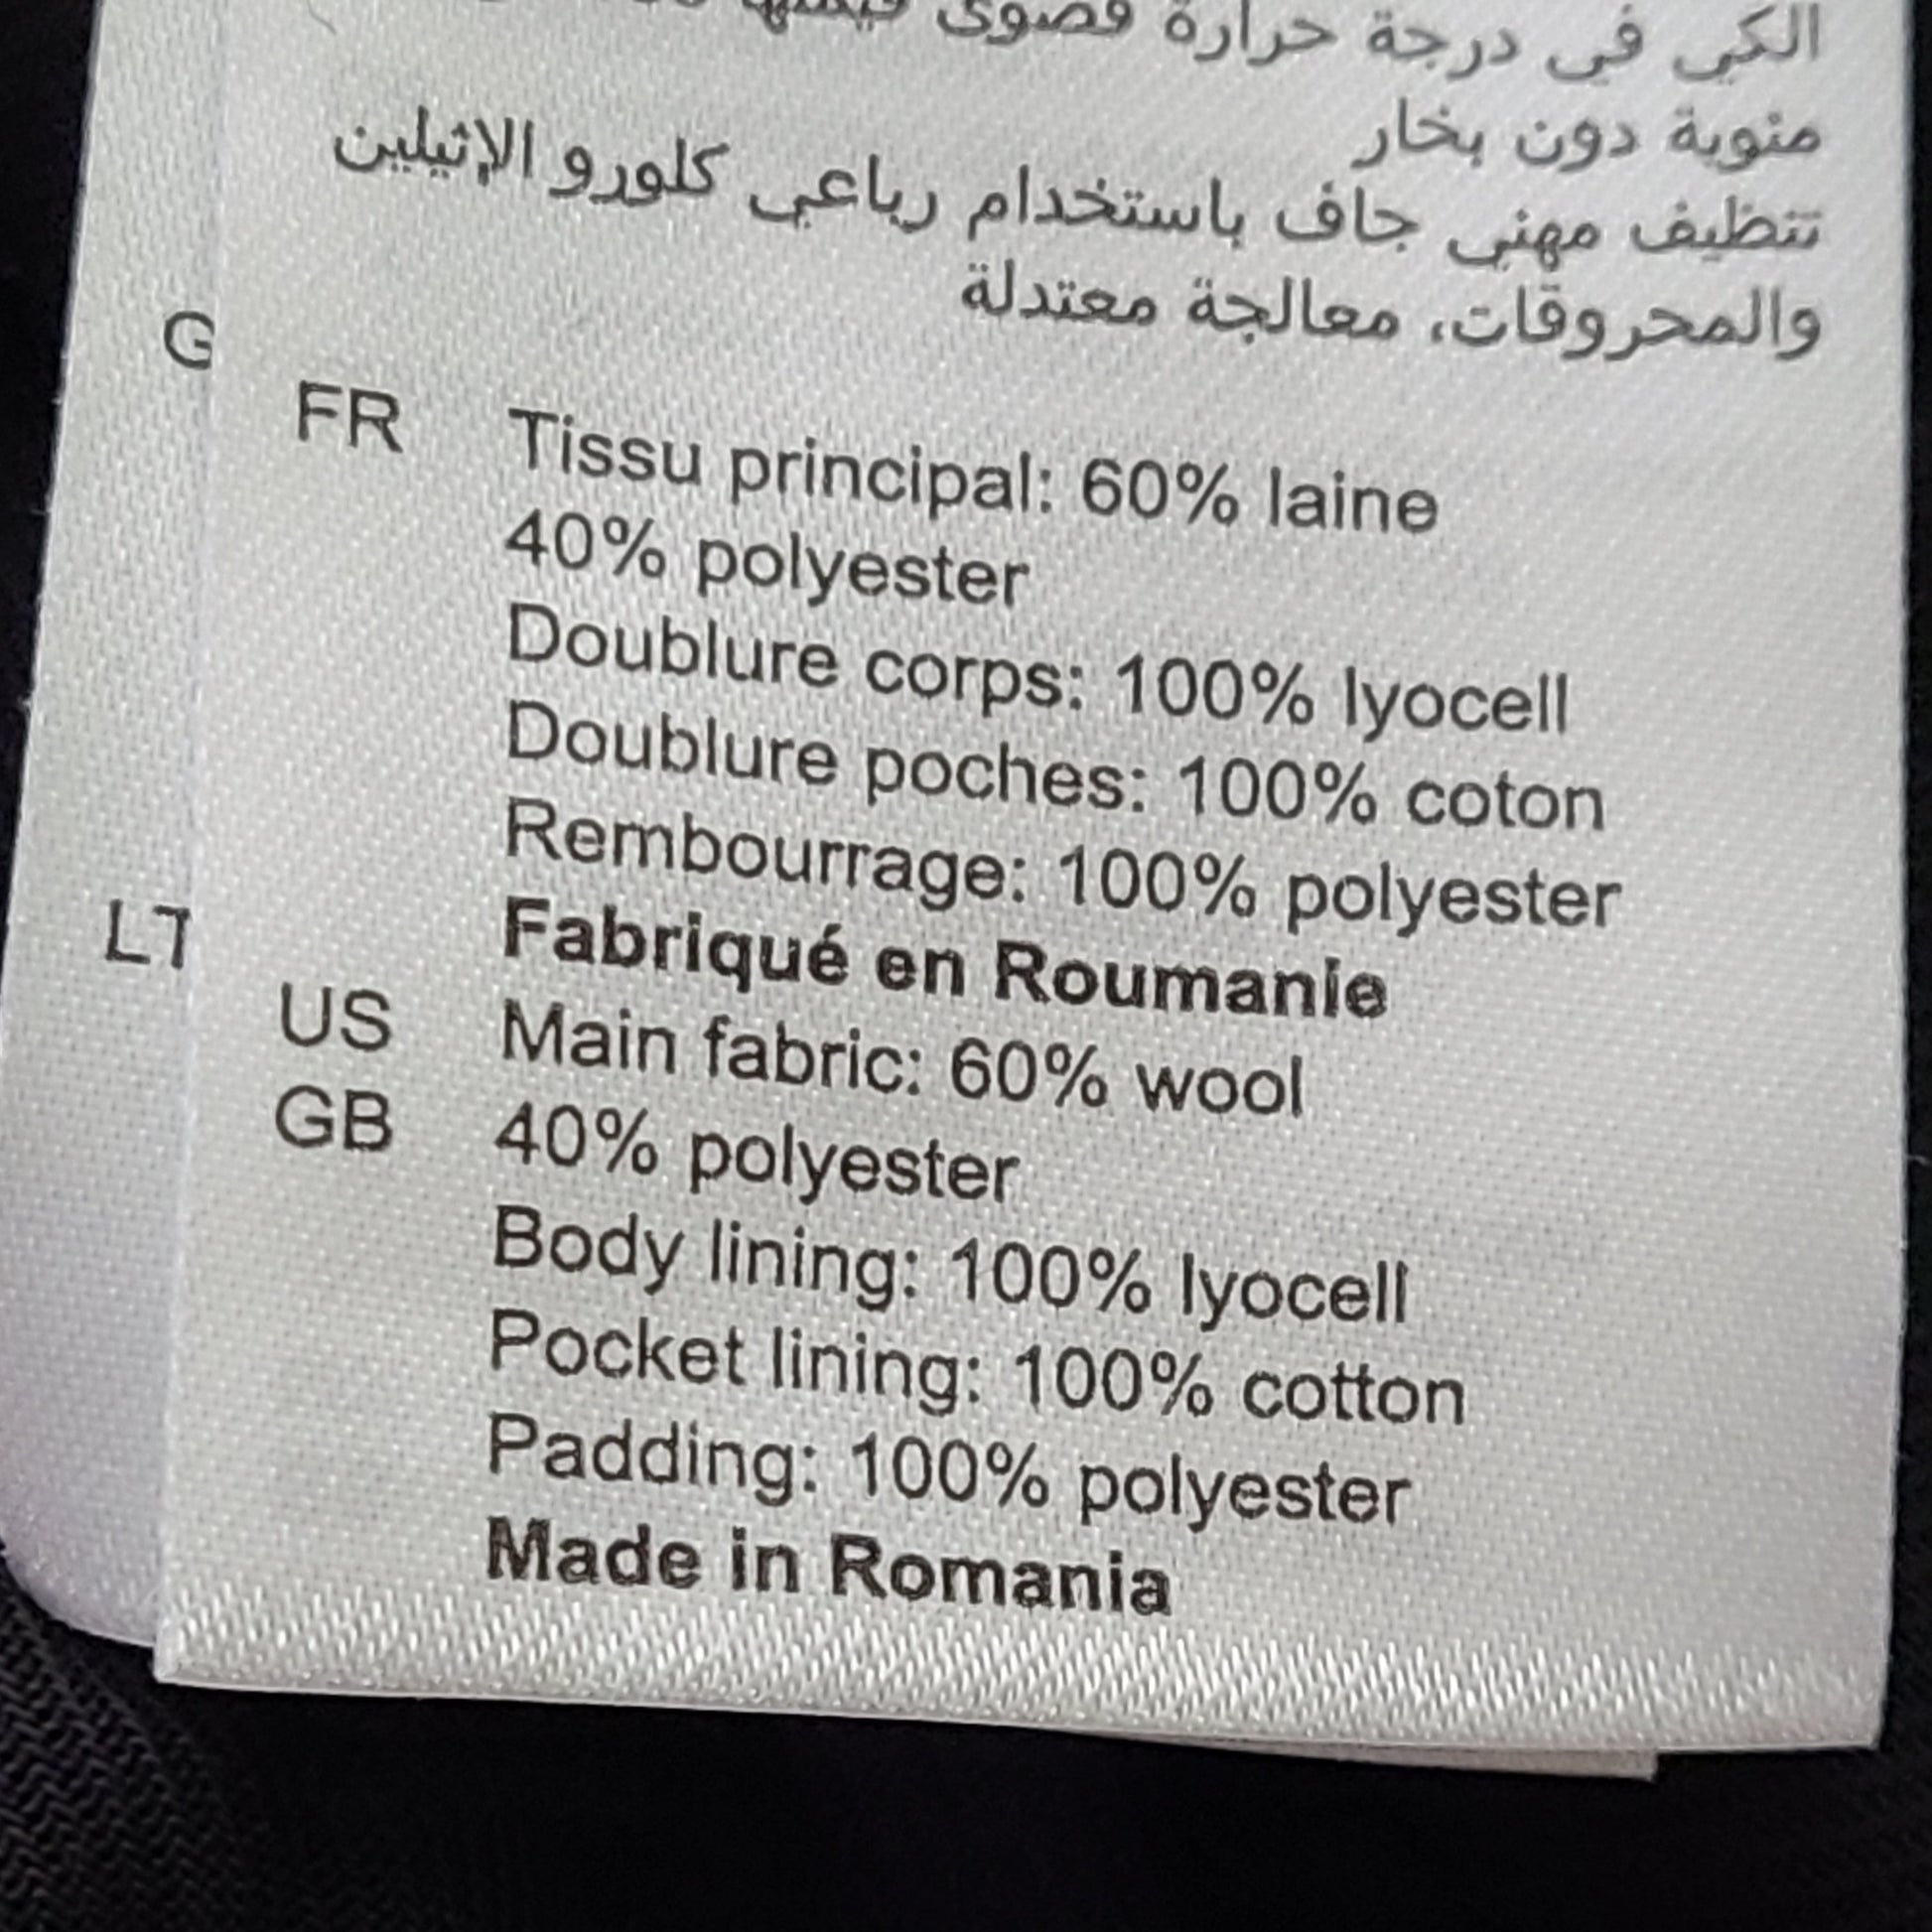 الكي في درجة حرارة قصوى
منوية دون بخار
تنظيف مهني جاف باستخدام رباعي كلورو الإثيلين
والمحروقات، معالجة معتدلة
G
FR Tissu principal: 60% laine
40% polyester
Doublure corps: 100% lyocell
Doublure poches: 100% coton
Rembourrage: 100% polyester
LT
Fabriqué en Roumanie
US Main fabric: 60% wool
GB 40% polyester
Body lining: 100% lyocell
Pocket lining: 100% cotton
Padding: 100% polyester
Made in Romania